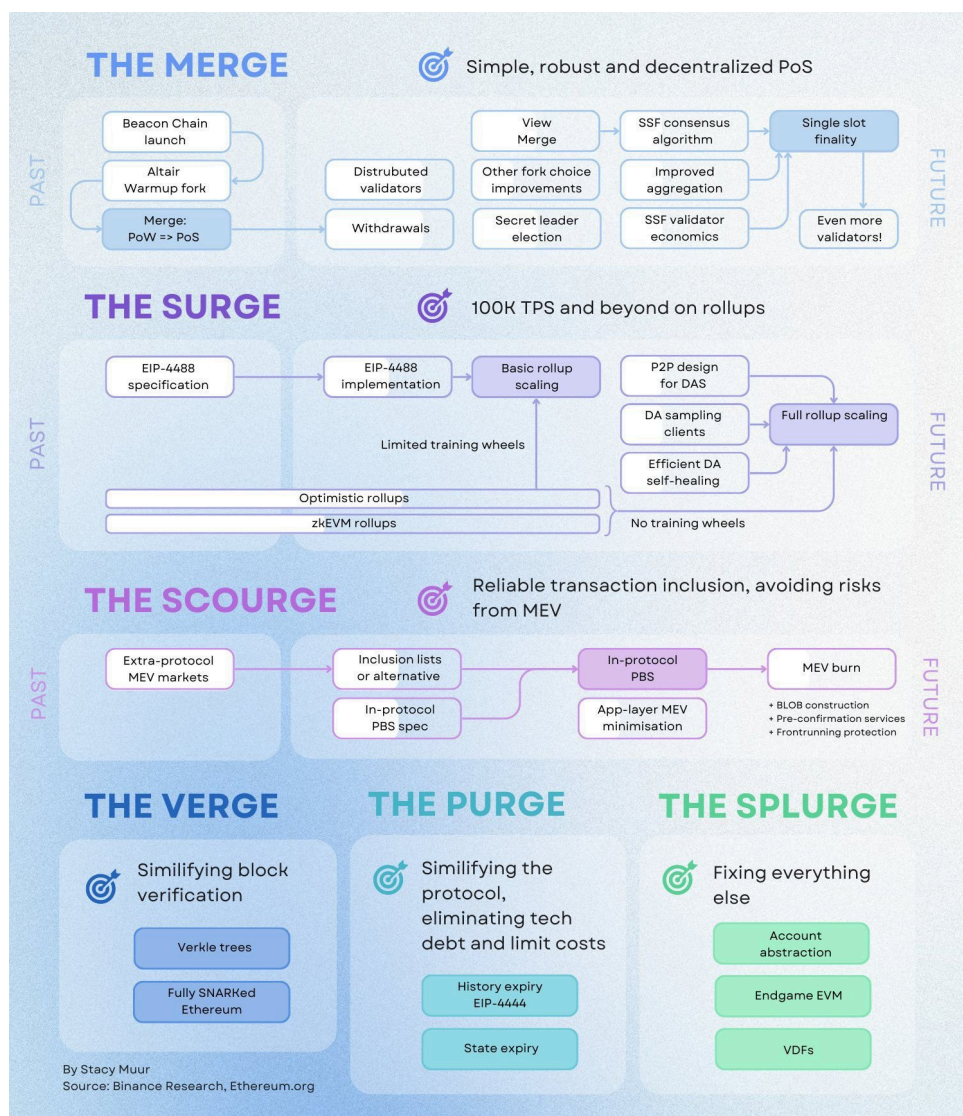 THE MERGE
Simple, robust and decentralized PoS
PAST
FUTURE
Beacon Chain
launch
Altair
Warmup fork
Merge:
PoW => PoS
Distrubuted
validators
Withdrawals
View
Merge
Other fork choice
improvements
Secret leader
election
SSF consensus
algorithm
Improved
aggregation
SSF validator
economics
Single slot
finality
Even more
validators!
THE SURGE
100K TPS and beyond on rollups
PAST
FUTURE
EIP-4488
specification
EIP-4488
implementation
Basic rollup
scaling
P2P design
for DAS
DA sampling
clients
Efficient DA
self-healing
Full rollup scaling
Limited training wheels
Optimistic rollups
zkEVM rollups
No training wheels
THE SCOURGE
Reliable transaction inclusion, avoiding risks
from MEV
PAST
FUTURE
Extra-protocol
MEV markets
Inclusion lists
or alternative
In-protocol
PBS spec
In-protocol
PBS
App-layer MEV
minimisation
MEV burn
+ BLOB construction
+ Pre-confirmation services
+ Frontrunning protection
THE VERGE
Similifying block
verification
Verkle trees
Fully SNARKed
Ethereum
THE PURGE
Similifying the
protocol,
eliminating tech
debt and limit costs
History expiry
EIP-4444
State expiry
THE SPLURGE
Fixing everything
else
Account
abstraction
Endgame EVM
VDFs
By Stacy Muur
Source: Binance Research, Ethereum.org